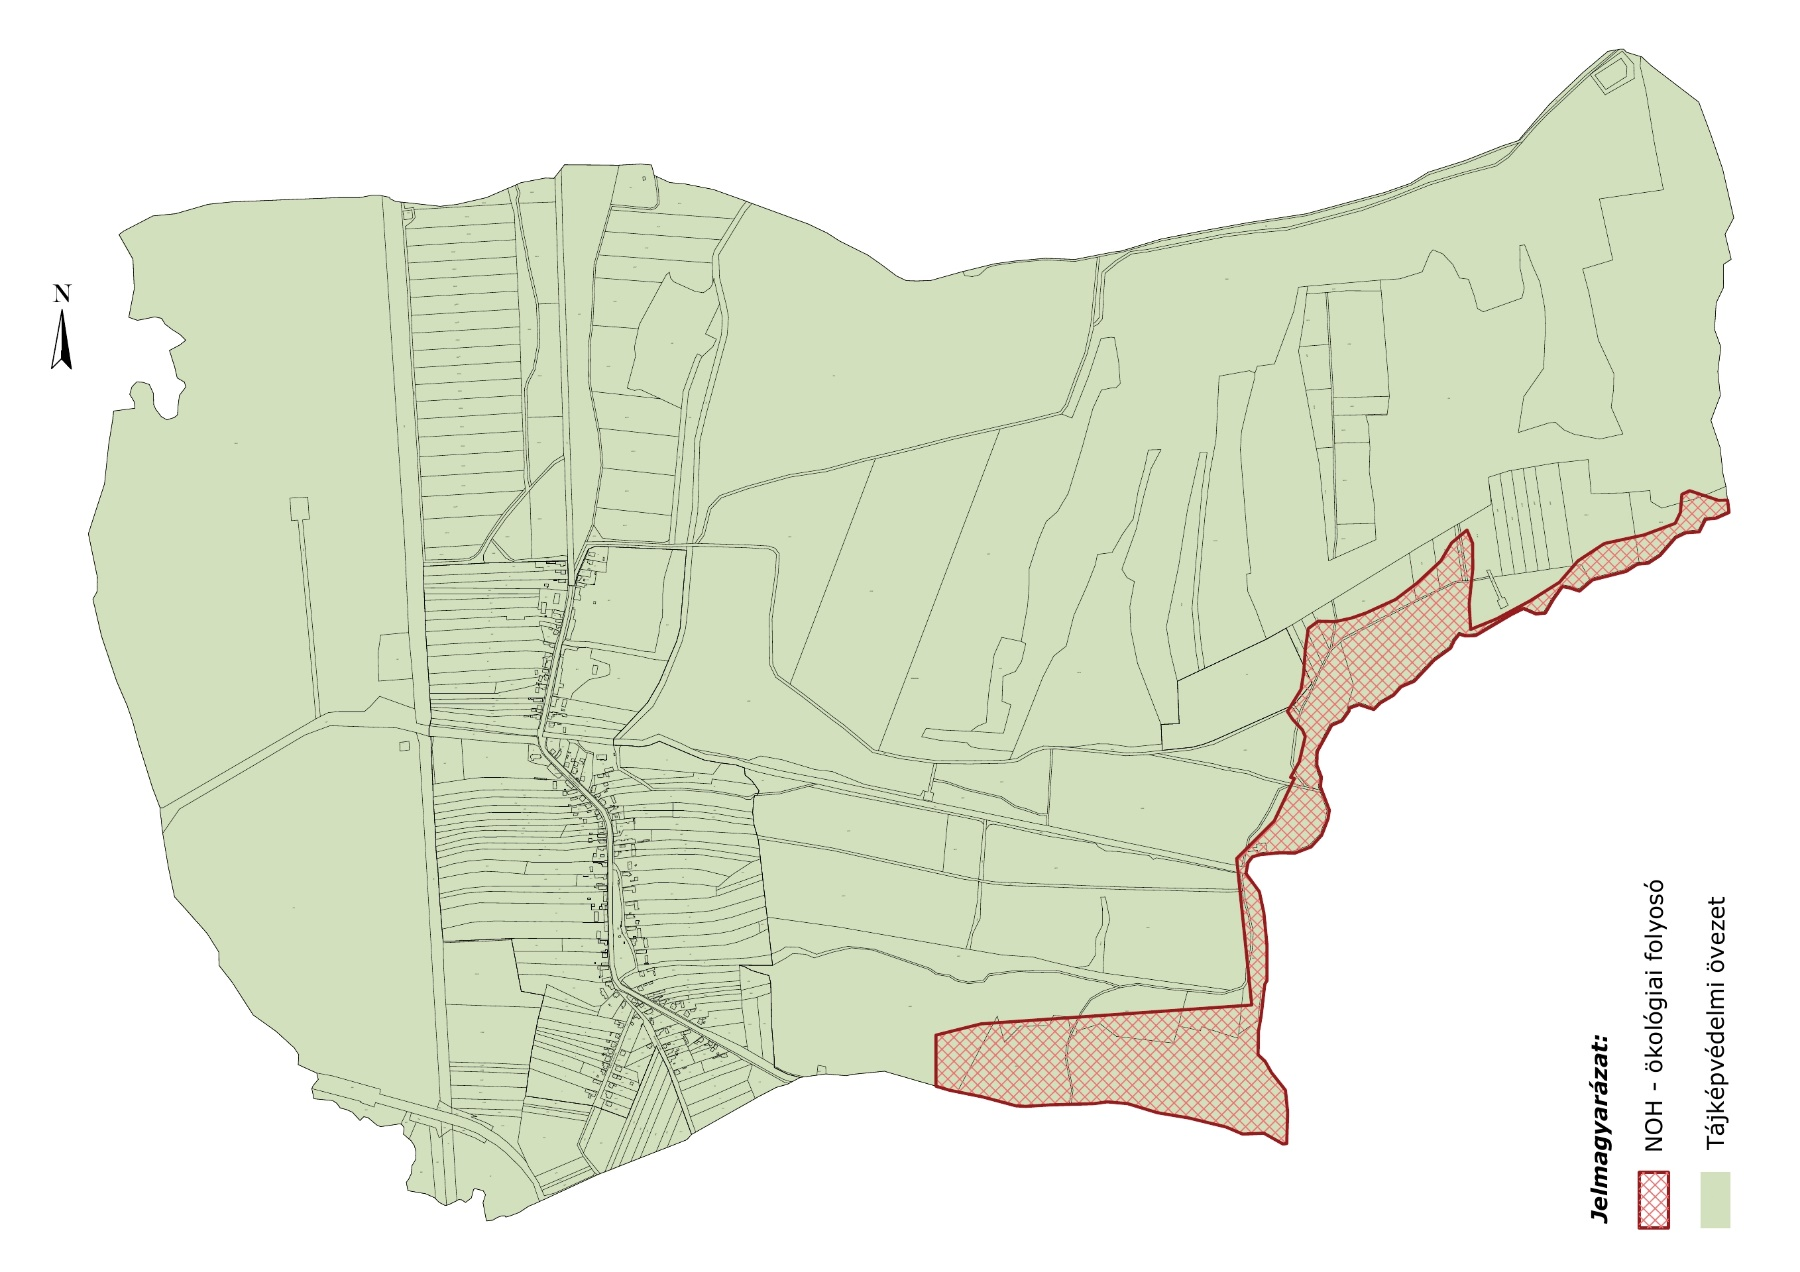 N
Jelmagyarázat:
NOH - ökológiai folyosó
Tájképvédelmi övezet